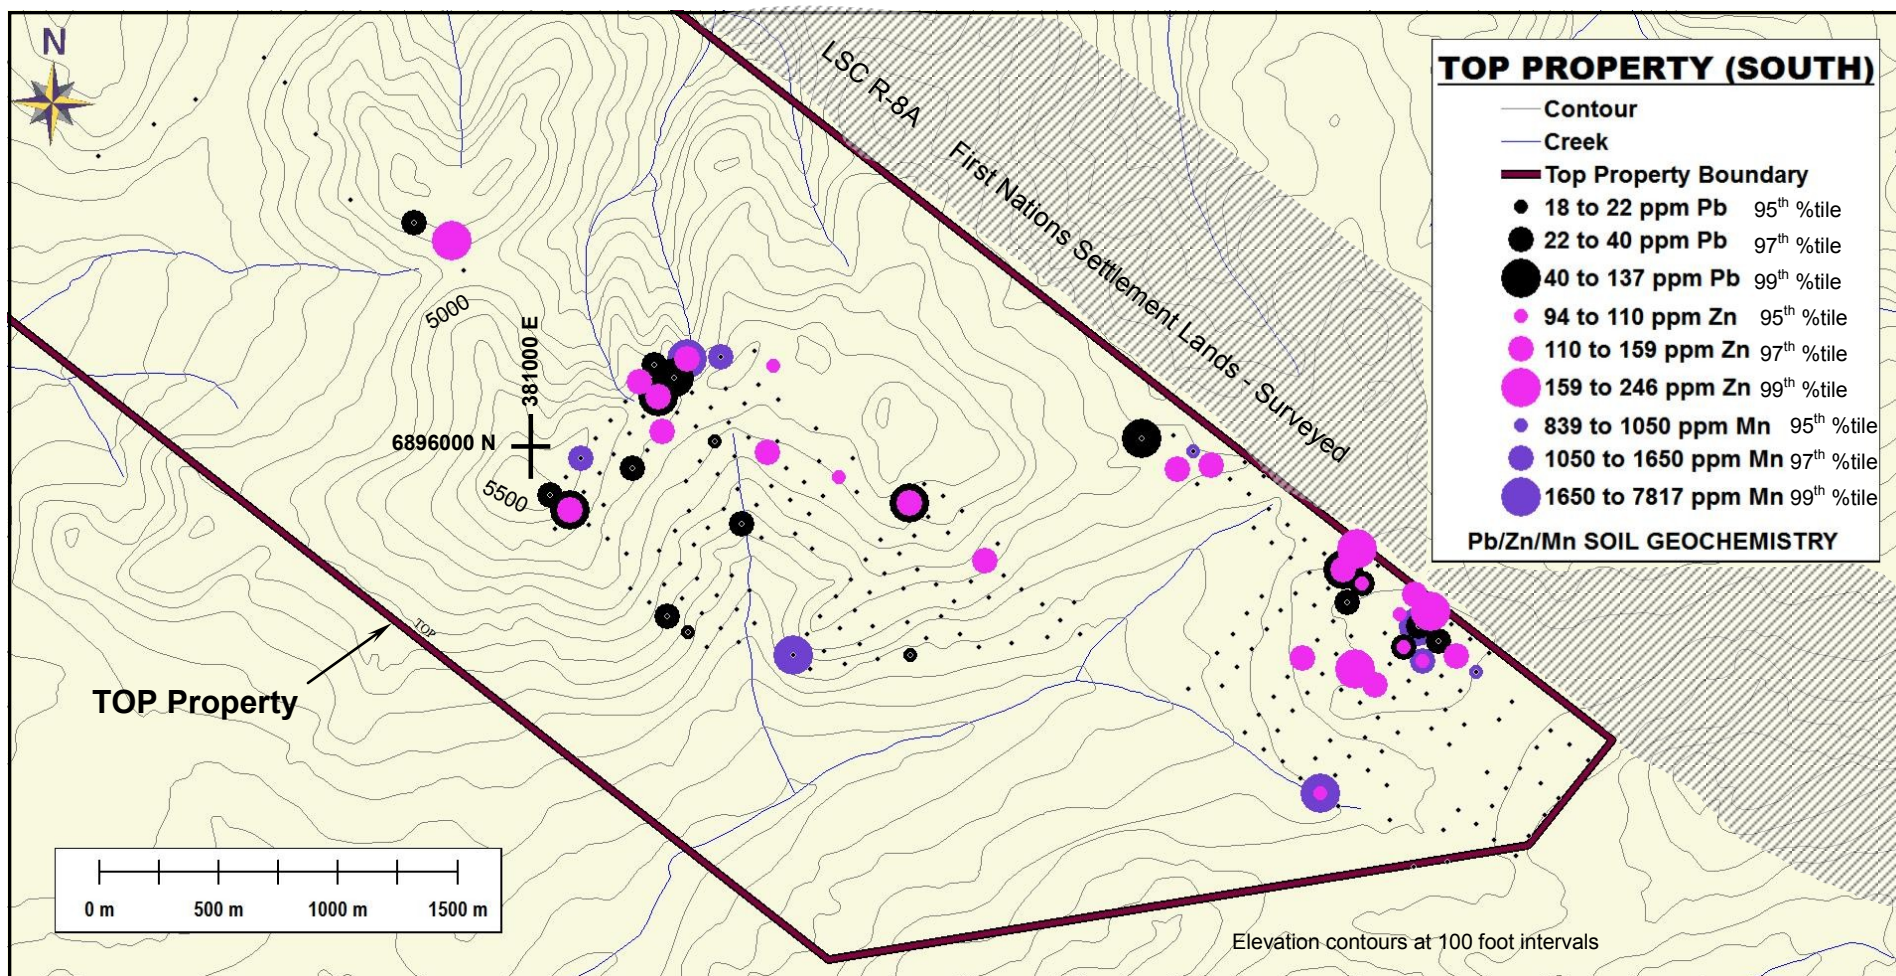 N
LSC R-8A
First Nations Settlement Lands - Surveyed
TOP PROPERTY (SOUTH)
Contour
Creek
Top Property Boundary
18 to 22 ppm Pb 95th %tile
22 to 40 ppm Pb 97th %tile
40 to 137 ppm Pb 99th %tile
94 to 110 ppm Zn 95th %tile
110 to 159 ppm Zn 97th %tile
159 to 246 ppm Zn 99th %tile
839 to 1050 ppm Mn 95th %tile
1050 to 1650 ppm Mn 97th %tile
1650 to 7817 ppm Mn 99th %tile
Pb/Zn/Mn SOIL GEOCHEMISTRY
5000
381000 E
6896000 N
5500
TOP
TOP Property
0 m 500 m 1000 m 1500 m
Elevation contours at 100 foot intervals